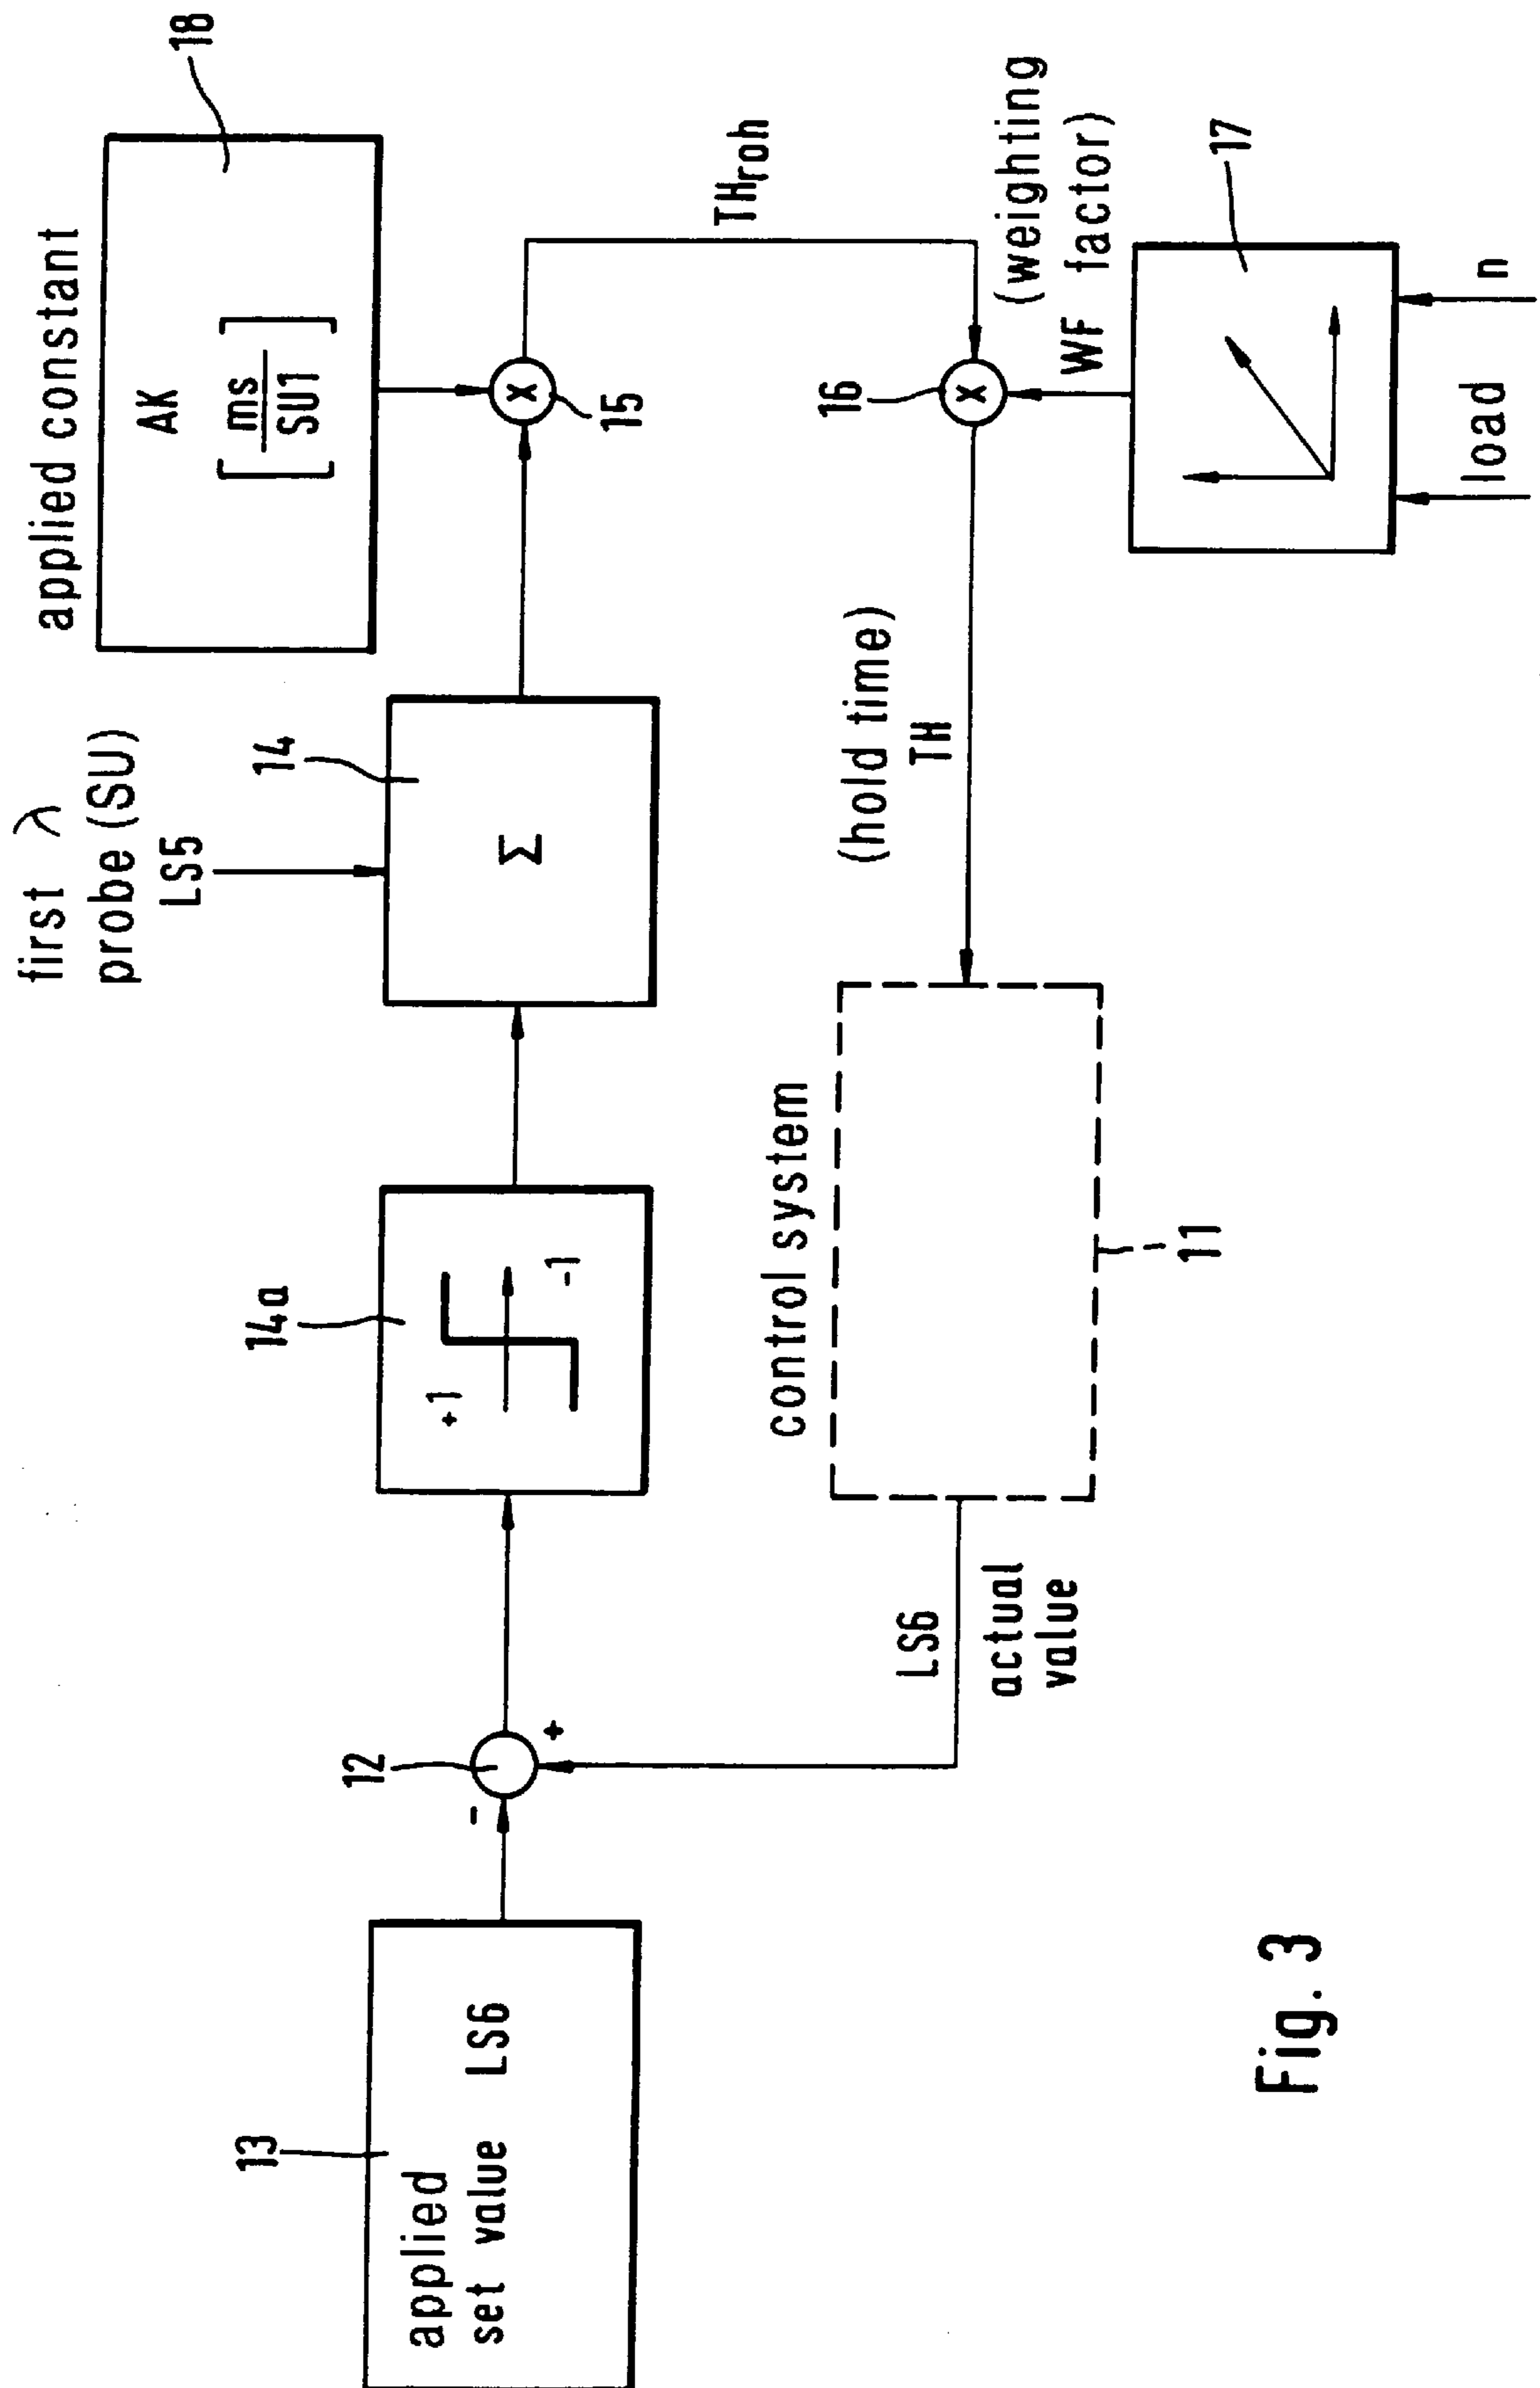 applied constant
18
AK
[ms
SU1]
first λ
probe (SU)
LS5
14
Σ
14a
+1
-1
12
-
+
13
applied
set value LS6
X
15
TH roh
16
X
WF (weighting
factor)
17
load
n
(hold time)
TH
control system
11
LS6
actual
value
Fig. 3